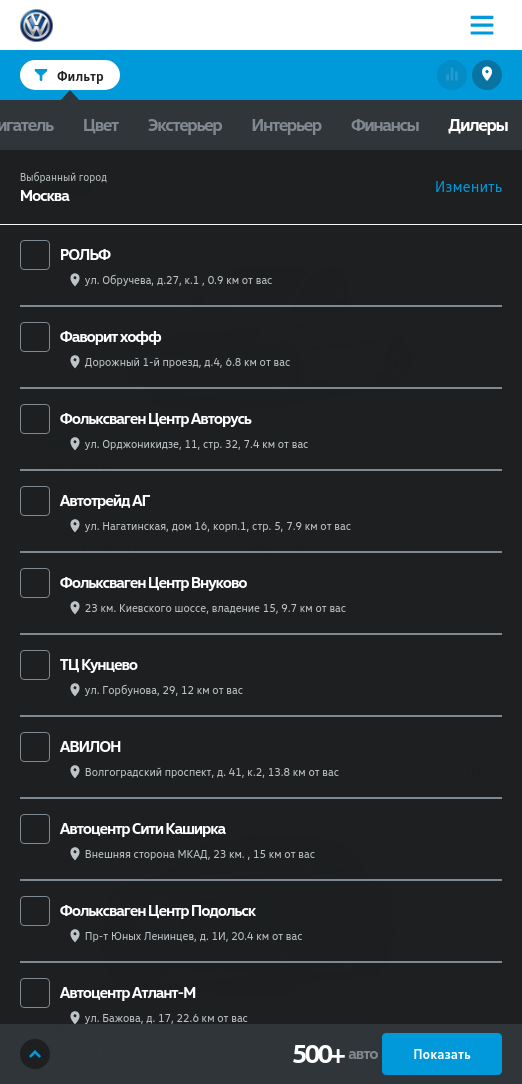 Фильтр
игатель Цвет Экстерьер Интерьер Финансы Дилеры
Выбранный город
Москва
Изменить
РОЛЬФ
ул. Обручева, д.27, к.1 , 0.9 км от вас
Фаворит хофф
Дорожный 1-й проезд, д.4, 6.8 км от вас
Фольксваген Центр Авторусь
ул. Орджоникидзе, 11, стр. 32, 7.4 км от вас
Автотрейд АГ
ул. Нагатинская, дом 16, корп.1, стр. 5, 7.9 км от вас
Фольксваген Центр Внуково
23 км. Киевского шоссе, владение 15, 9.7 км от вас
ТЦ Кунцево
ул. Горбунова, 29, 12 км от вас
АВИЛОН
Волгоградский проспект, д. 41, к.2, 13.8 км от вас
Автоцентр Сити Каширка
Внешняя сторона МКАД, 23 км. , 15 км от вас
Фольксваген Центр Подольск
Пр-т Юных Ленинцев, д. 1И, 20.4 км от вас
Автоцентр Атлант-М
ул. Бажова, д. 17, 22.6 км от вас
500+ авто
Показать